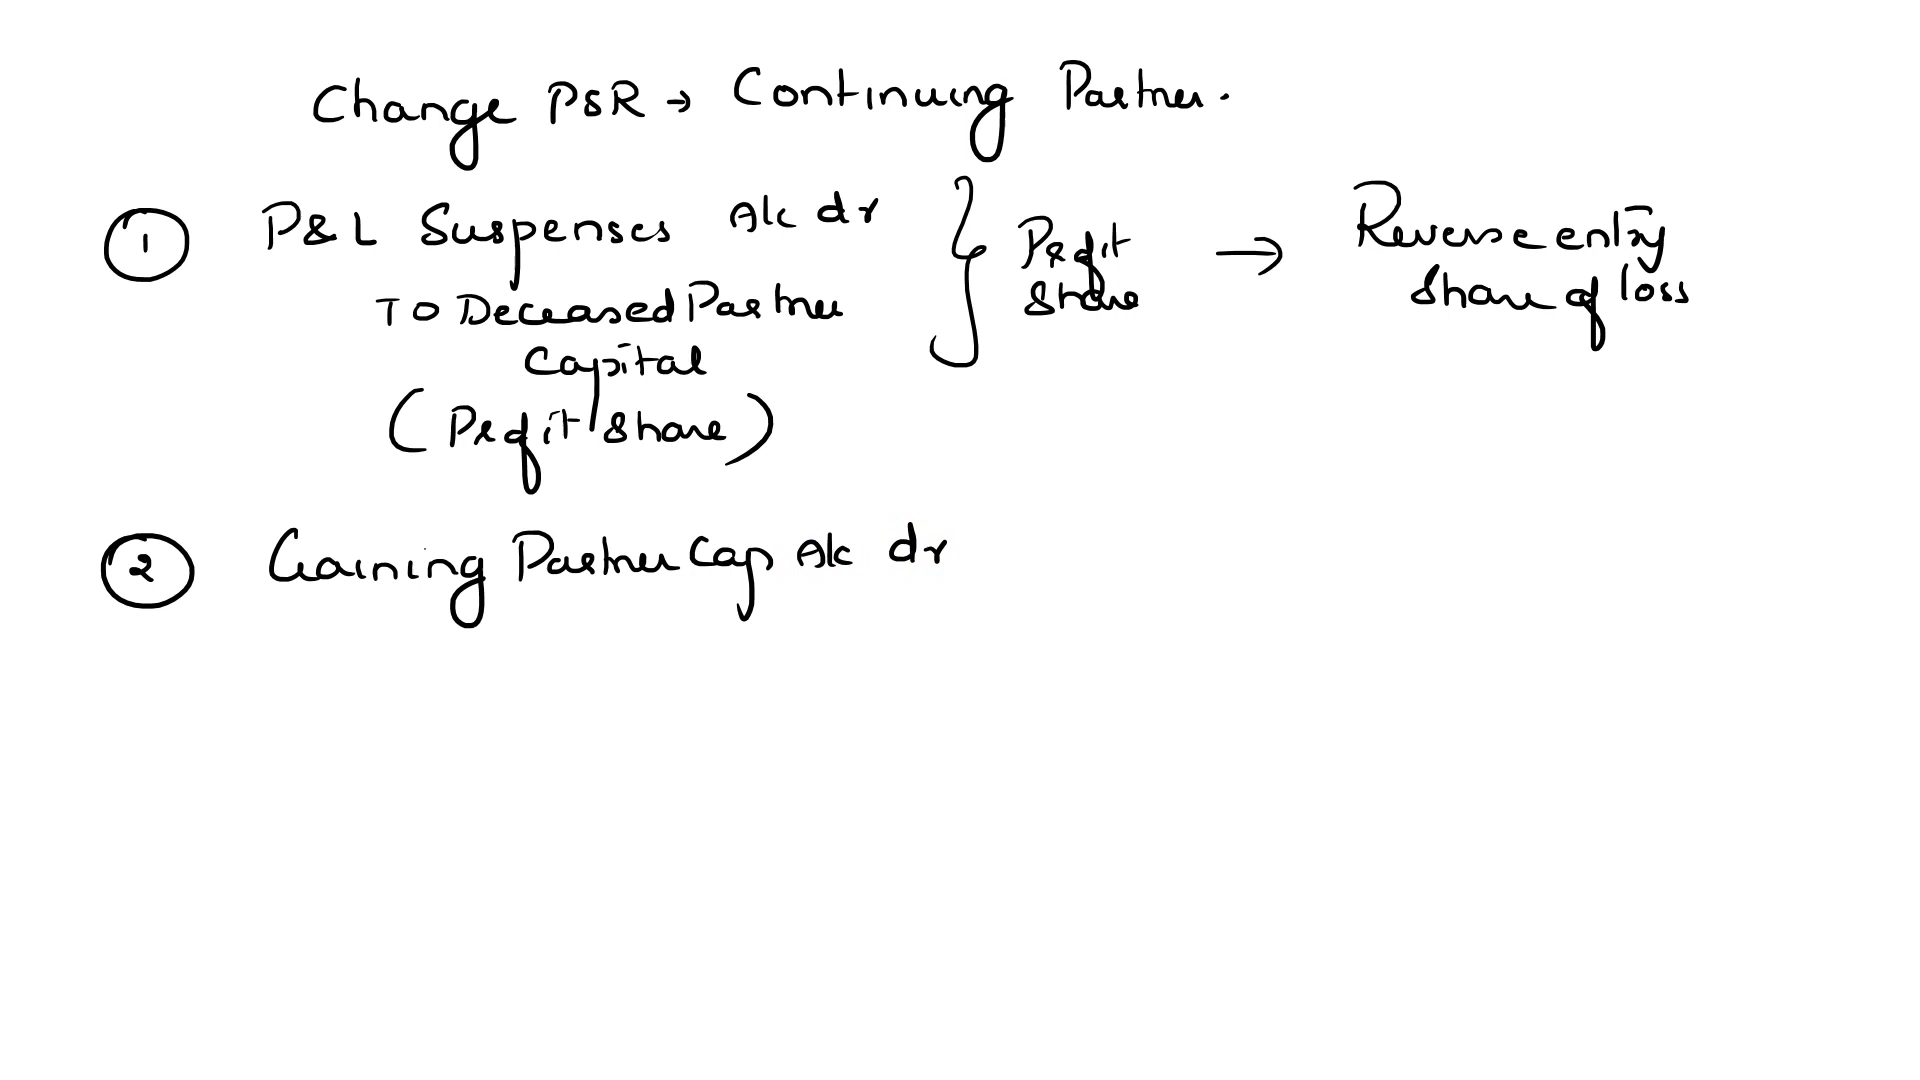 Change PSR → Continuing Partner.
① P&L Suspenses A/c dr } Profit Share → Reverse entry Share of loss
To Deceased Partner
Capital
(Profit Share)
② Gaining Partner Cap A/c dr